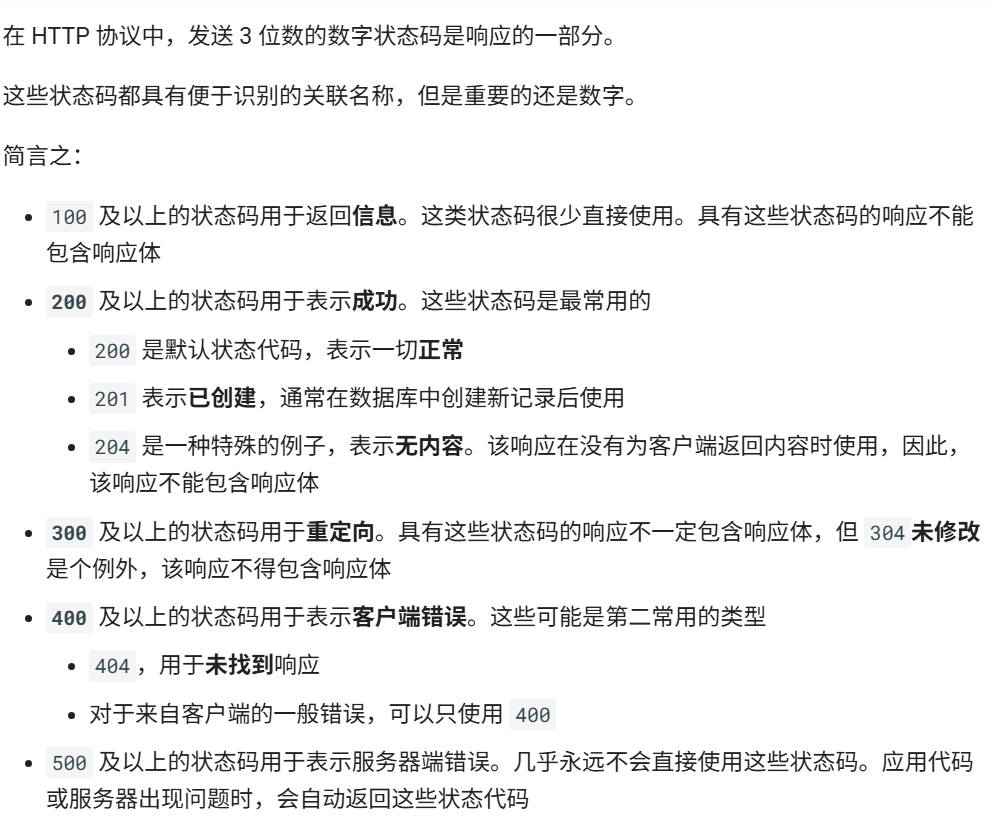 在 HTTP 协议中，发送 3 位数的数字状态码是响应的一部分。
这些状态码都具有便于识别的关联名称，但是重要的还是数字。
简言之：
• 100 及以上的状态码用于返回信息。这类状态码很少直接使用。具有这些状态码的响应不能
包含响应体
• 200 及以上的状态码用于表示成功。这些状态码是最常用的
• 200 是默认状态代码，表示一切正常
• 201 表示已创建，通常在数据库中创建新记录后使用
• 204 是一种特殊的例子，表示无内容。该响应在没有为客户端返回内容时使用，因此，
该响应不能包含响应体
• 300 及以上的状态码用于重定向。具有这些状态码的响应不一定包含响应体，但 304 未修改
是个例外，该响应不得包含响应体
• 400 及以上的状态码用于表示客户端错误。这些可能是第二常用的类型
• 404，用于未找到响应
• 对于来自客户端的一般错误，可以只使用 400
• 500 及以上的状态码用于表示服务器端错误。几乎永远不会直接使用这些状态码。应用代码
或服务器出现问题时，会自动返回这些状态代码